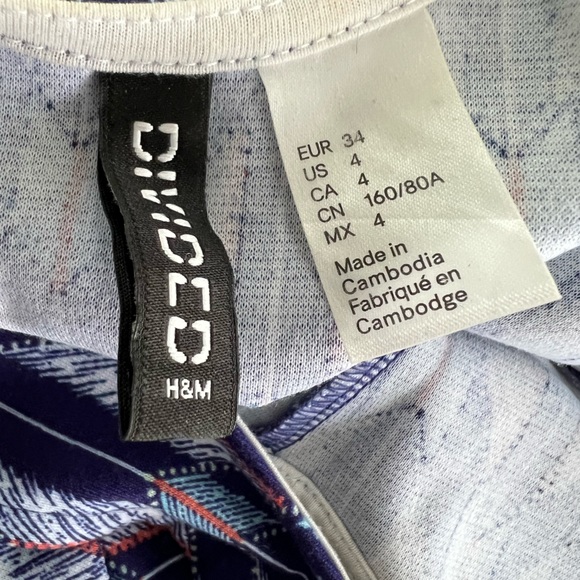 DIVIDED
H&M
EUR 34
US 4
CA 4
CN 160/80A
MX 4
Made in
Cambodia
Fabriqué en
Cambodge